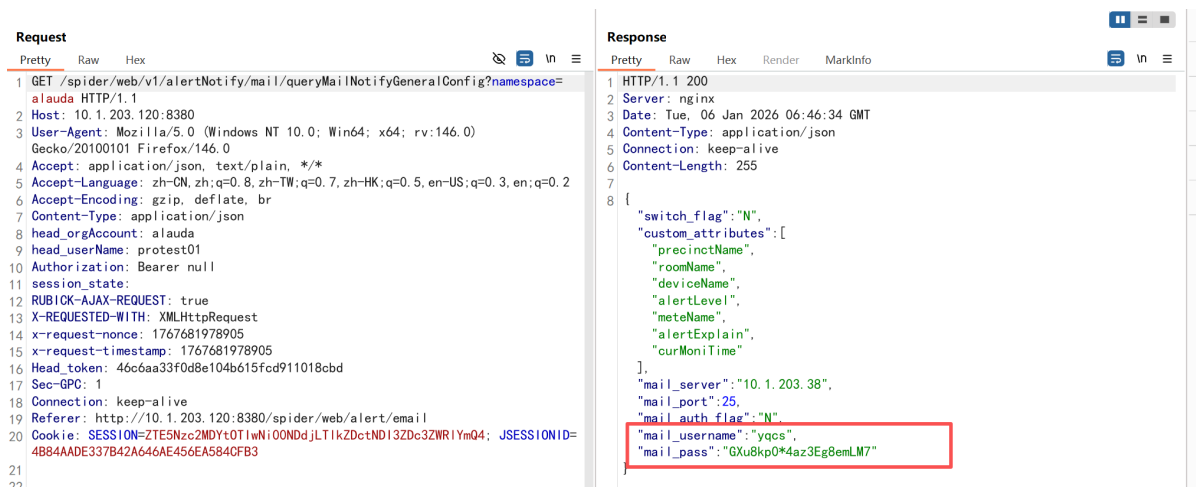 Request
Pretty Raw Hex \n
1 GET /spider/web/v1/alertNotify/mail/queryMailNotifyGeneralConfig?namespace=
alauda HTTP/1.1
2 Host: 10.1.203.120:8380
3 User-Agent: Mozilla/5.0 (Windows NT 10.0; Win64; x64; rv:146.0)
Gecko/20100101 Firefox/146.0
4 Accept: application/json, text/plain, */*
5 Accept-Language: zh-CN,zh;q=0.8,zh-TW;q=0.7,zh-HK;q=0.5,en-US;q=0.3,en;q=0.2
6 Accept-Encoding: gzip, deflate, br
7 Content-Type: application/json
8 head_orgAccount: alauda
9 head_userName: protest01
10 Authorization: Bearer null
11 session_state:
12 RUBICK-AJAX-REQUEST: true
13 X-REQUESTED-WITH: XMLHttpRequest
14 x-request-nonce: 1767681978905
15 x-request-timestamp: 1767681978905
16 Head_token: 46c6aa33f0d8e104b615fcd911018cbd
17 Sec-GPC: 1
18 Connection: keep-alive
19 Referer: http://10.1.203.120:8380/spider/web/alert/email
20 Cookie: SESSION=ZTE5Nzc2MDYtOTIwNi00NDdjLTlkZDctNDI3ZDc3ZWRlYmQ4; JSESSIONID=
4B84AADE337B42A646AE456EA584CFB3
21
22
Response
Pretty Raw Hex Render MarkInfo \n
1 HTTP/1.1 200
2 Server: nginx
3 Date: Tue, 06 Jan 2026 06:46:34 GMT
4 Content-Type: application/json
5 Connection: keep-alive
6 Content-Length: 255
7
8 {
"switch_flag":"N",
"custom_attributes":[
"precinctName",
"roomName",
"deviceName",
"alertLevel",
"meteName",
"alertExplain",
"curMoniTime"
],
"mail_server":"10.1.203.38",
"mail_port":25,
"mail_auth_flag":"N",
"mail_username":"yqcs",
"mail_pass":"GXu8kp0*4az3Eg8emLM7"
}